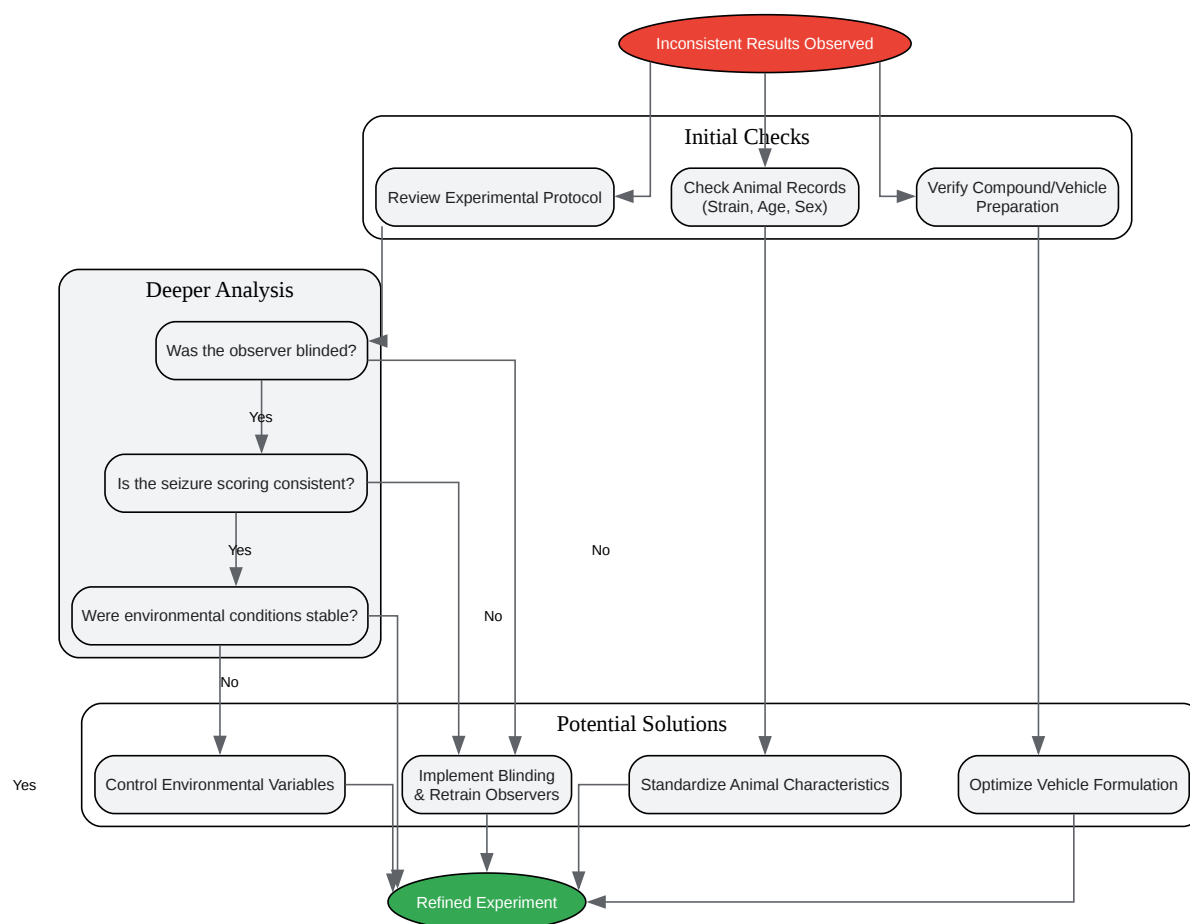 Inconsistent Results Observed
Initial Checks
Review Experimental Protocol
Check Animal Records
(Strain, Age, Sex)
Verify Compound/Vehicle
Preparation
Deeper Analysis
Was the observer blinded?
Yes
Is the seizure scoring consistent?
Yes
No
Were environmental conditions stable?
No
No
Potential Solutions
Control Environmental Variables
Implement Blinding
& Retrain Observers
Standardize Animal Characteristics
Optimize Vehicle Formulation
Yes
Refined Experiment